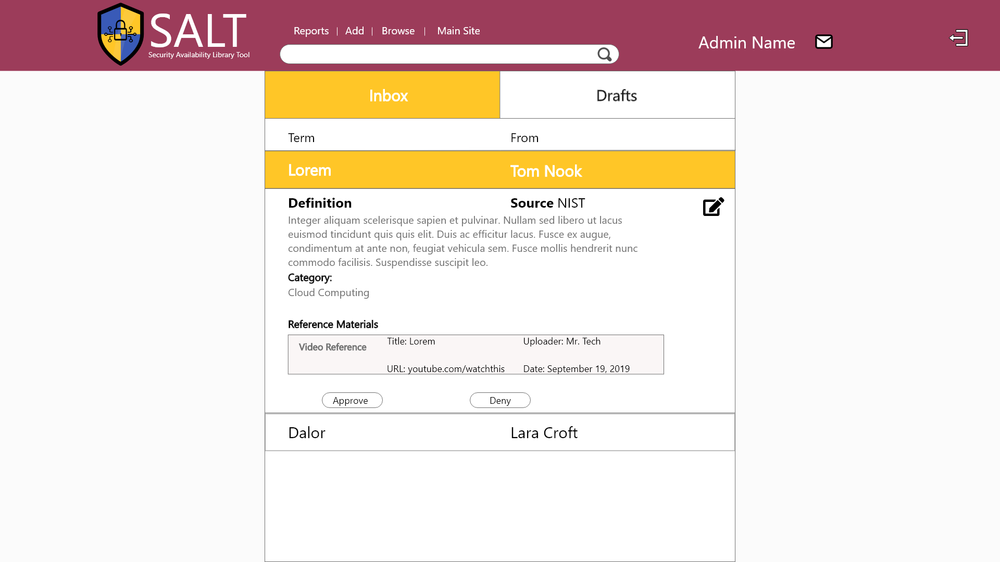 SALT
Security Availability Library Tool
Reports | Add | Browse | Main Site
Admin Name
Inbox
Drafts
Term
From
Lorem
Tom Nook
Definition
Source NIST
Integer aliquam scelerisque sapien et pulvinar. Nullam sed libero ut lacus
euismod tincidunt quis quis elit. Duis ac efficitur lacus. Fusce ex augue,
condimentum at ante non, feugiat vehicula sem. Fusce mollis hendrerit nunc
commodo facilisis. Suspendisse suscipit leo.
Category:
Cloud Computing
Reference Materials
Video Reference
Title: Lorem
Uploader: Mr. Tech
URL: youtube.com/watchthis
Date: September 19, 2019
Approve
Deny
Dalor
Lara Croft